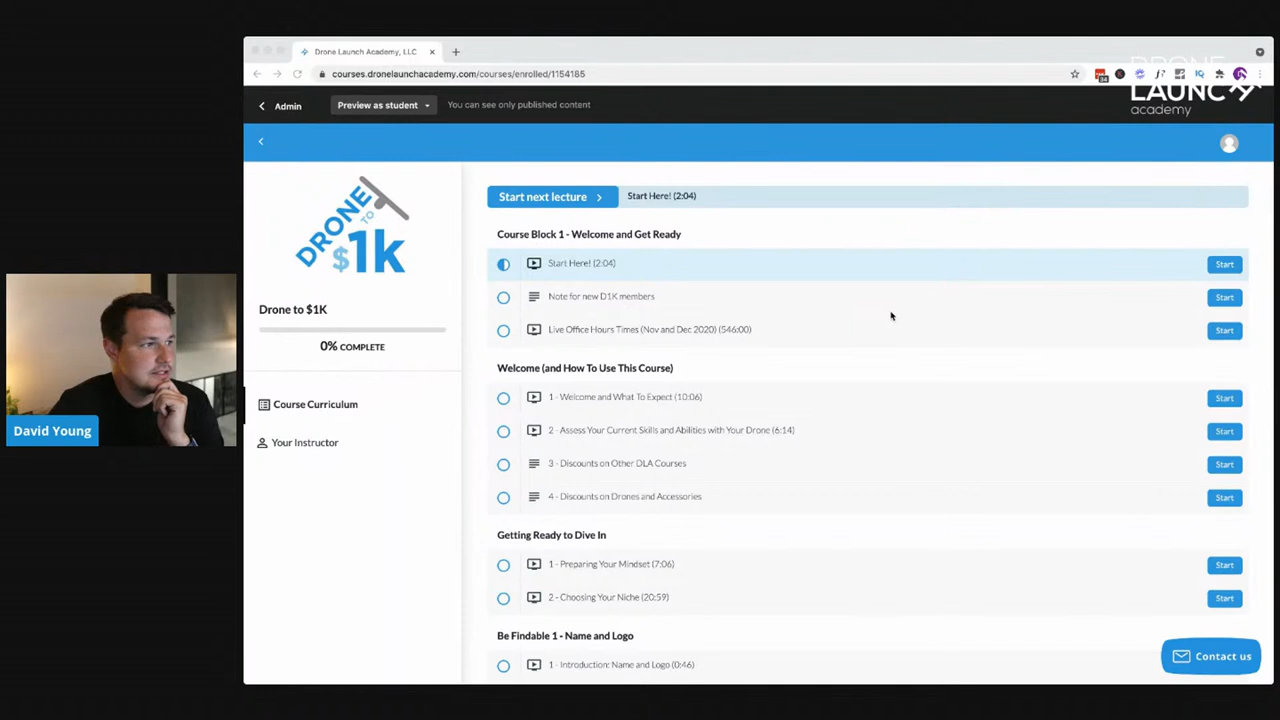 Drone Launch Academy, LLC
courses.dronelaunchacademy.com/courses/enrolled/1154185
Admin
Preview as student
You can see only published content
DRONE
LAUNCH
academy
DRONE
TO
$1k
Drone to $1K
0% COMPLETE
Course Curriculum
Your Instructor
David Young
Start next lecture
Start Here! (2:04)
Course Block 1 - Welcome and Get Ready
Start Here! (2:04)
Start
Note for new D1K members
Start
Live Office Hours Times (Nov and Dec 2020) (546:00)
Start
Welcome (and How To Use This Course)
1 - Welcome and What To Expect (10:06)
Start
2 - Assess Your Current Skills and Abilities with Your Drone (6:14)
Start
3 - Discounts on Other DLA Courses
Start
4 - Discounts on Drones and Accessories
Start
Getting Ready to Dive In
1 - Preparing Your Mindset (7:06)
Start
2 - Choosing Your Niche (20:59)
Start
Be Findable 1 - Name and Logo
1 - Introduction: Name and Logo (0:46)
Contact us